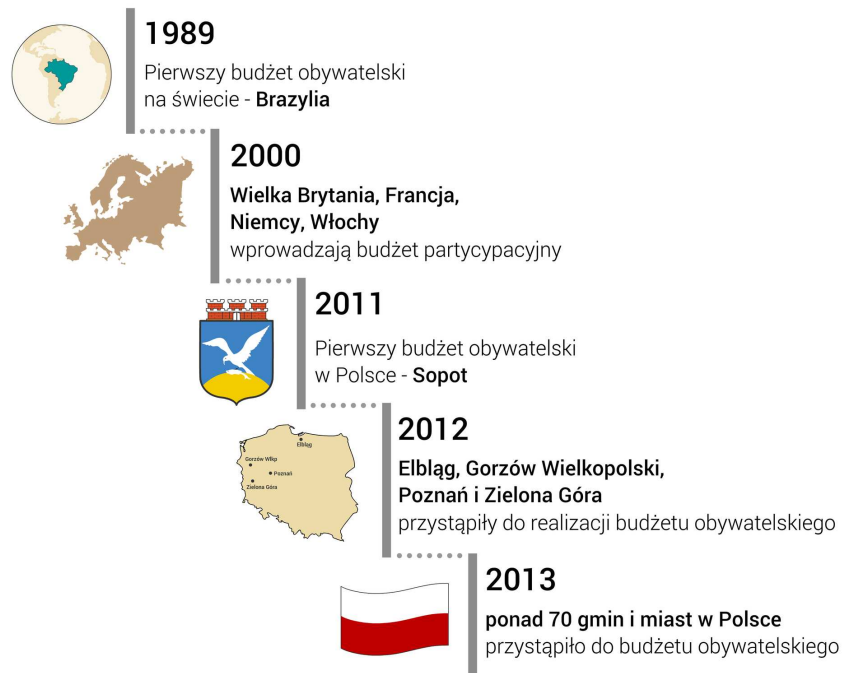 1989
Pierwszy budżet obywatelski
na świecie - Brazylia
2000
Wielka Brytania, Francja,
Niemcy, Włochy
wprowadzają budżet partycypacyjny
2011
Pierwszy budżet obywatelski
w Polsce - Sopot
2012
Elbląg, Gorzów Wielkopolski,
Poznań i Zielona Góra
przystąpiły do realizacji budżetu obywatelskiego
Elbląg
Gorzów Wlkp
Poznań
Zielona Góra
2013
ponad 70 gmin i miast w Polsce
przystąpiło do budżetu obywatelskiego